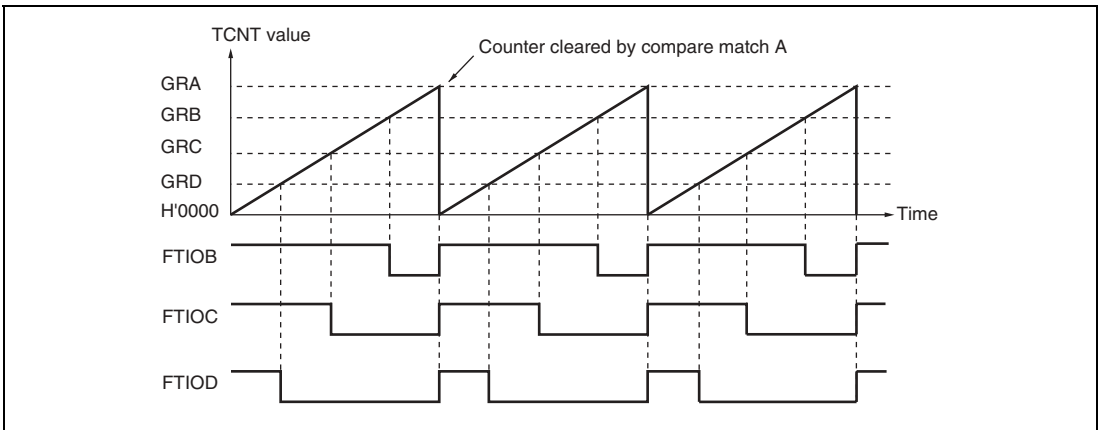 TCNT value
Counter cleared by compare match A
GRA
GRB
GRC
GRD
H'0000
Time
FTIOB
FTIOC
FTIOD